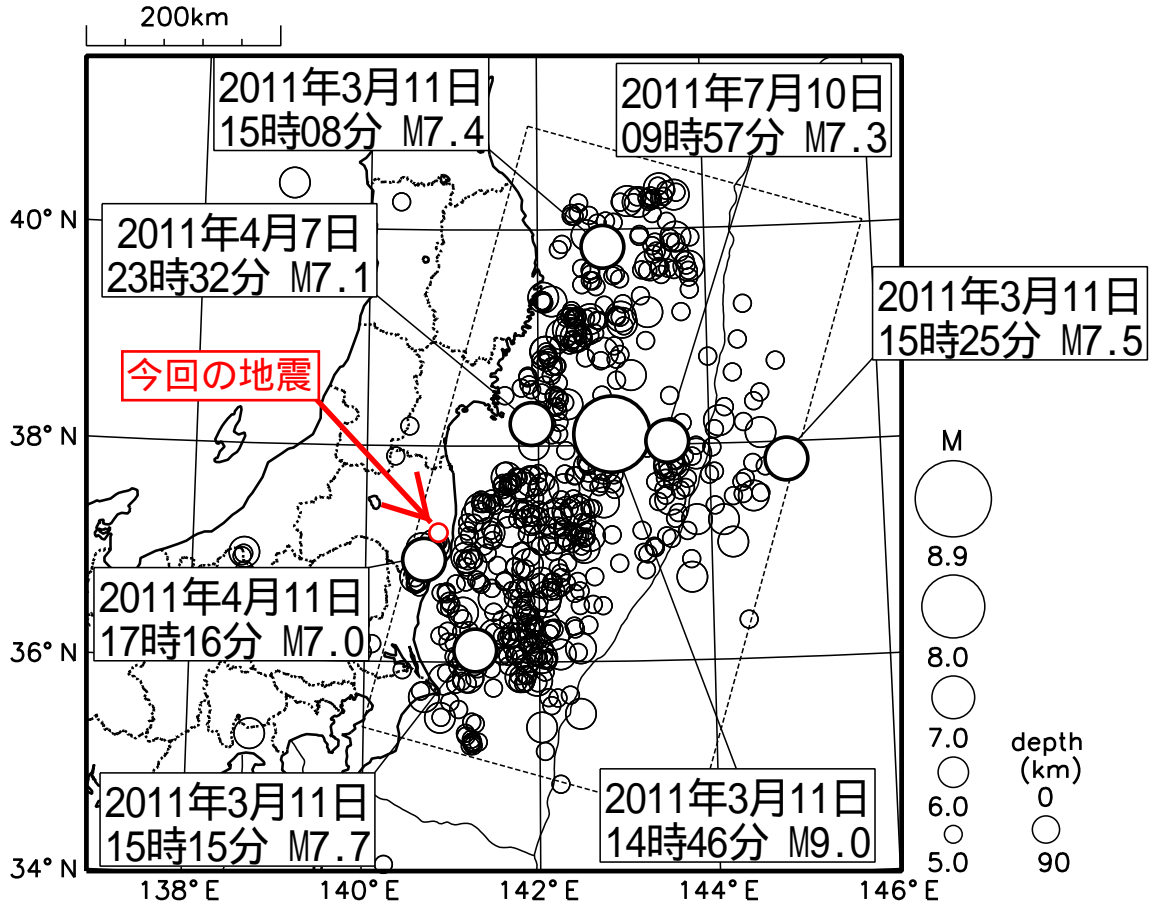 200km
2011年3月11日
15時08分 M7.4
2011年7月10日
09時57分 M7.3
40°N
2011年4月7日
23時32分 M7.1
2011年3月11日
15時25分 M7.5
今回の地震
38°N
M
8.9
2011年4月11日
17時16分 M7.0
36°N
8.0
7.0
depth
(km)
2011年3月11日
15時15分 M7.7
2011年3月11日
14時46分 M9.0
6.0
0
34°N
5.0
90
138°E
140°E
142°E
144°E
146°E